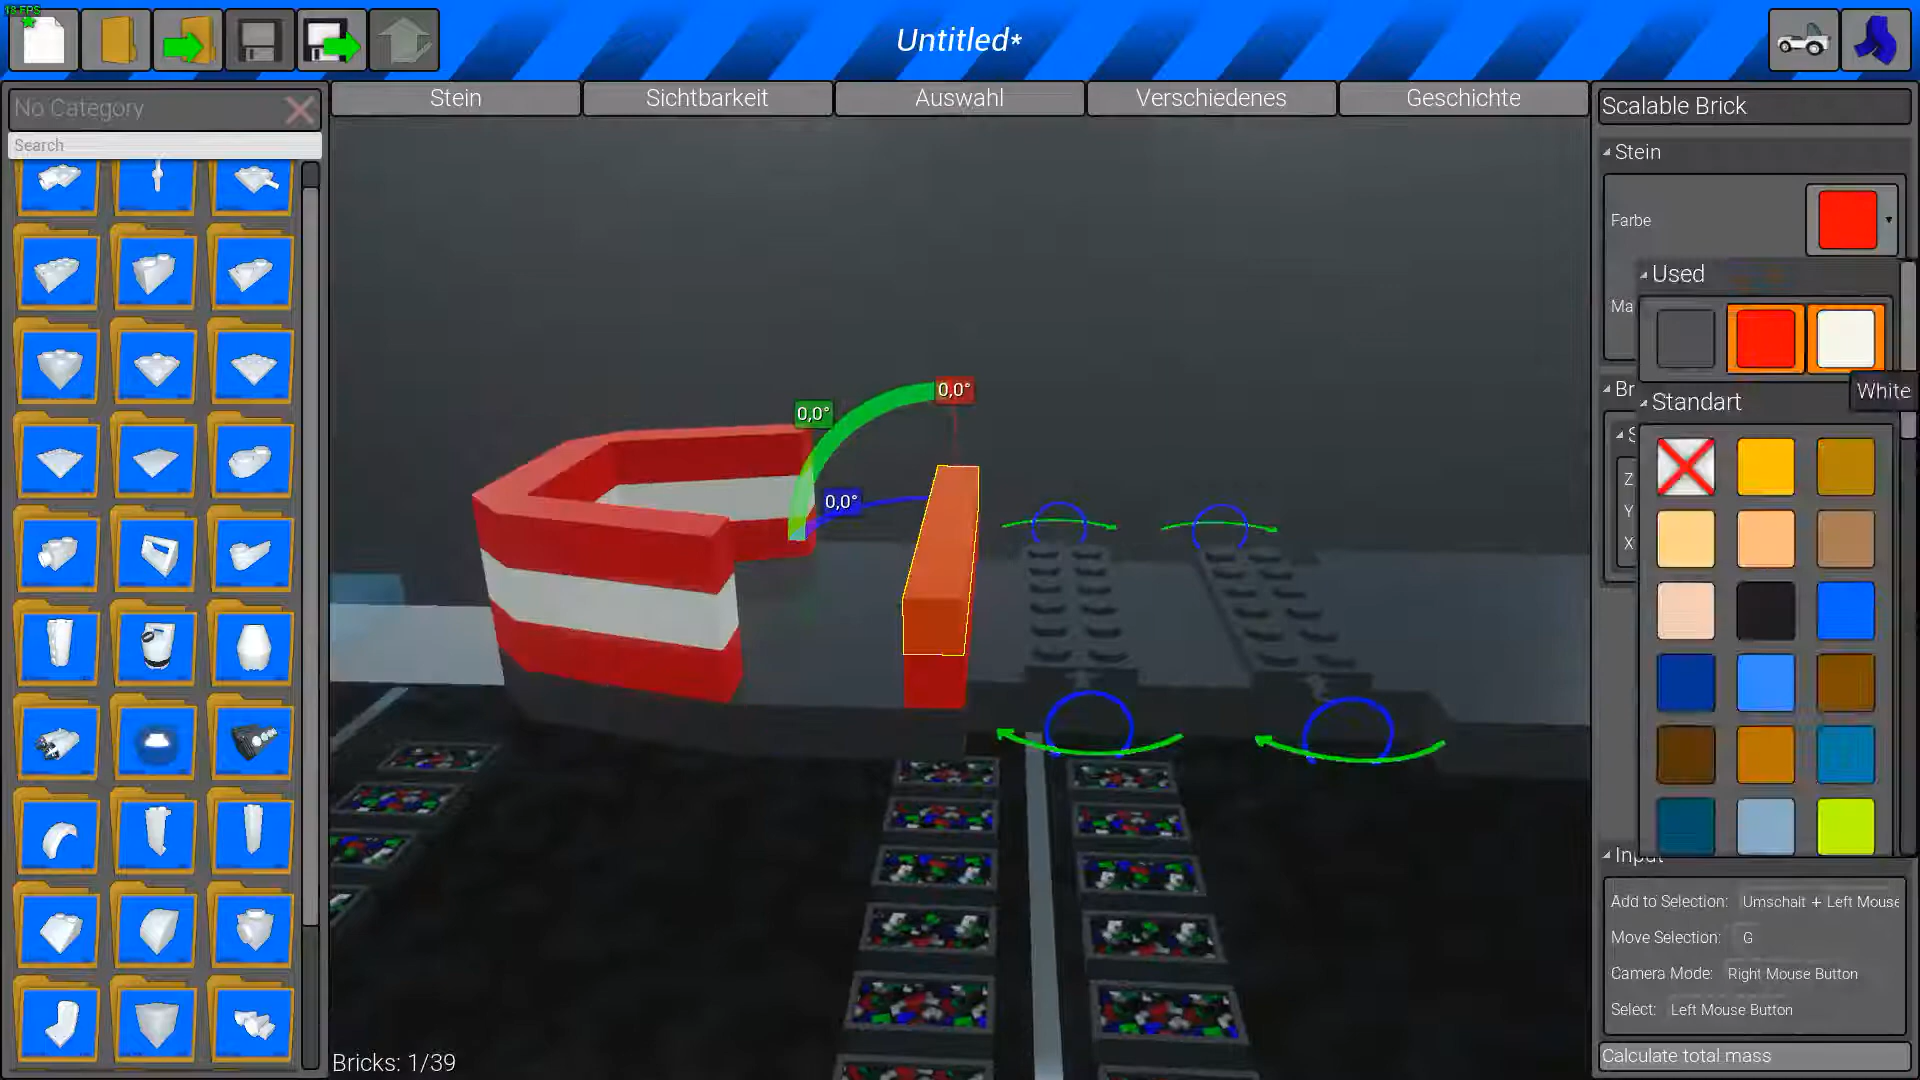 18 FPS
Untitled*
No Category
Search
Stein
Sichtbarkeit
Auswahl
Verschiedenes
Geschichte
Scalable Brick
Stein
Farbe
Used
Ma
White
Br
Standart
S
Z
Y
X
0,0°
0,0°
0,0°
Input
Add to Selection: Umschalt + Left Mouse
Move Selection: G
Camera Mode: Right Mouse Button
Select: Left Mouse Button
Calculate total mass
Bricks: 1/39